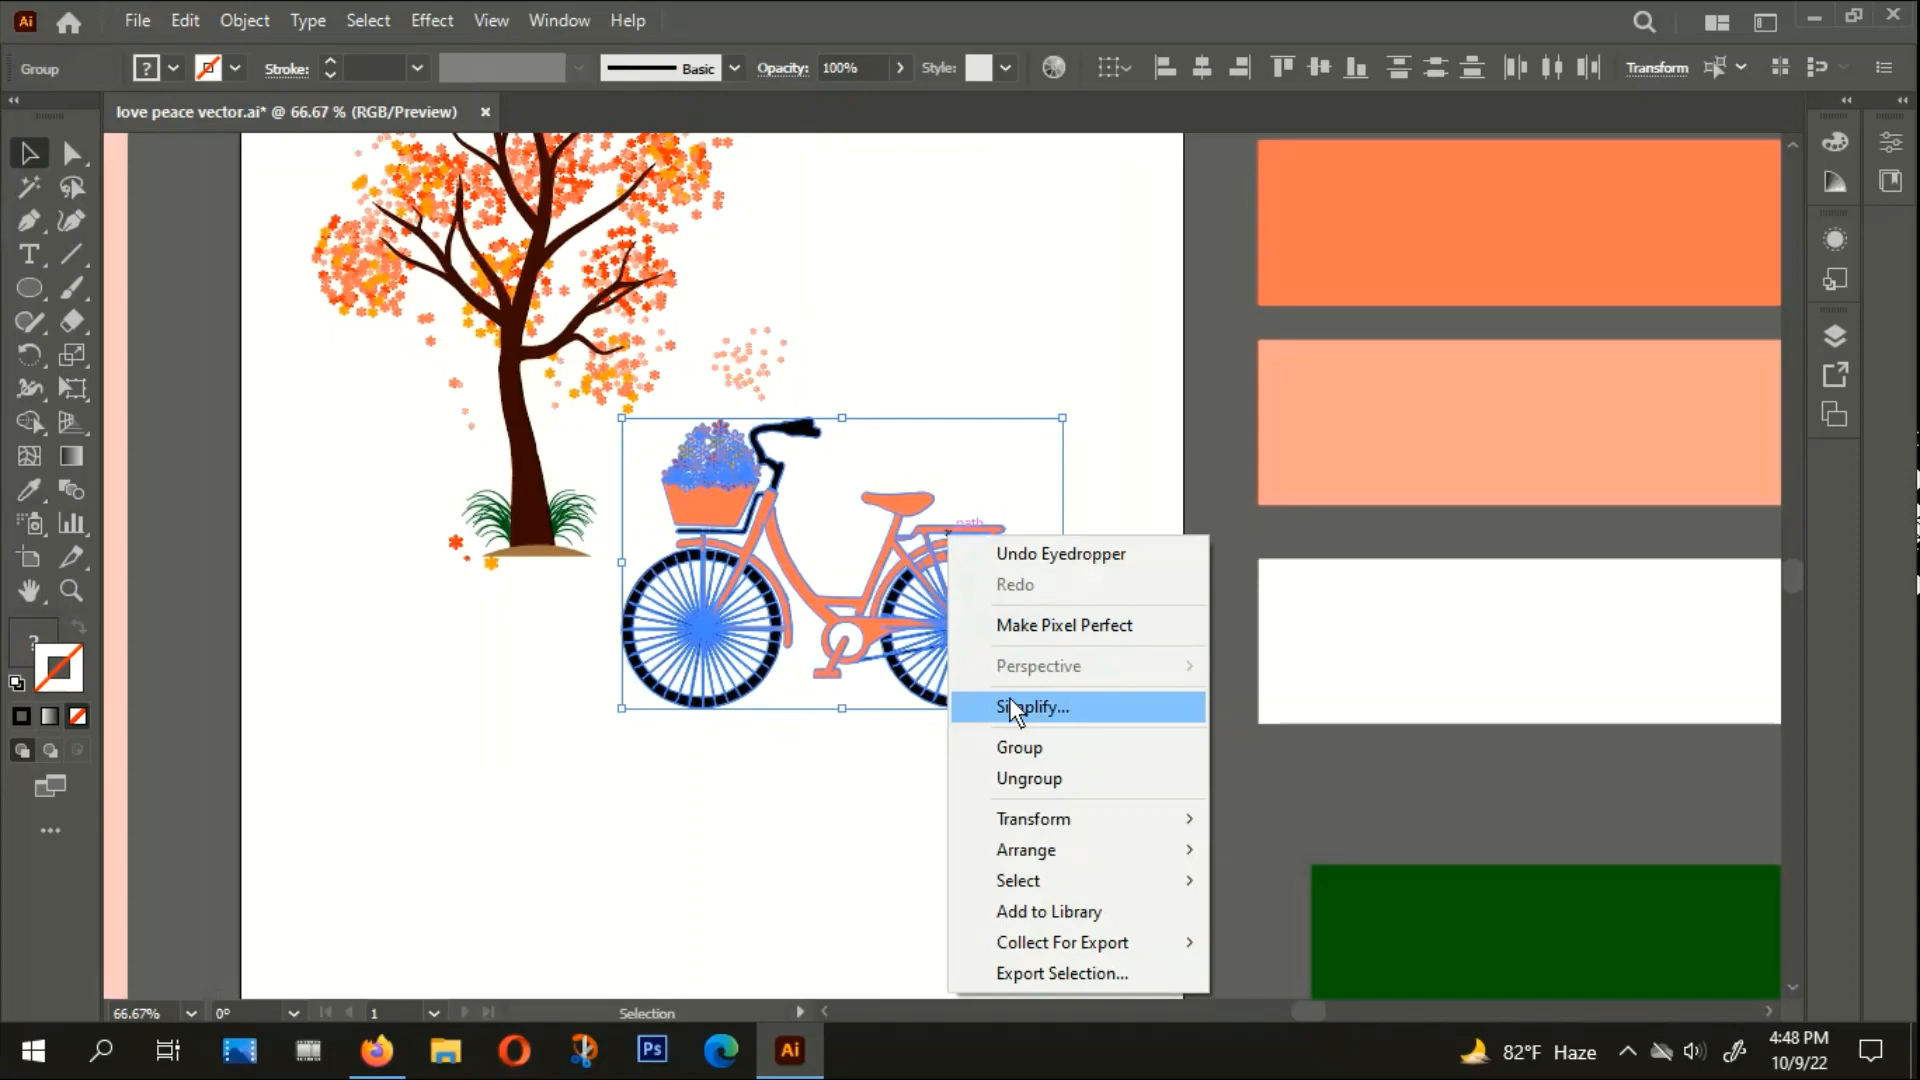 Ai File Edit Object Type Select Effect View Window Help
Group ? Stroke: Basic Opacity: 100% Style: Transform
love peace vector.ai* @ 66.67 % (RGB/Preview) ×
T
path
Undo Eyedropper
Redo
Make Pixel Perfect
Perspective
Simplify...
Group
Ungroup
Transform
Arrange
Select
Add to Library
Collect For Export
Export Selection...
?
66.67% 0° 1 Selection
Ps Ai 82°F Haze 4:48 PM
10/9/22